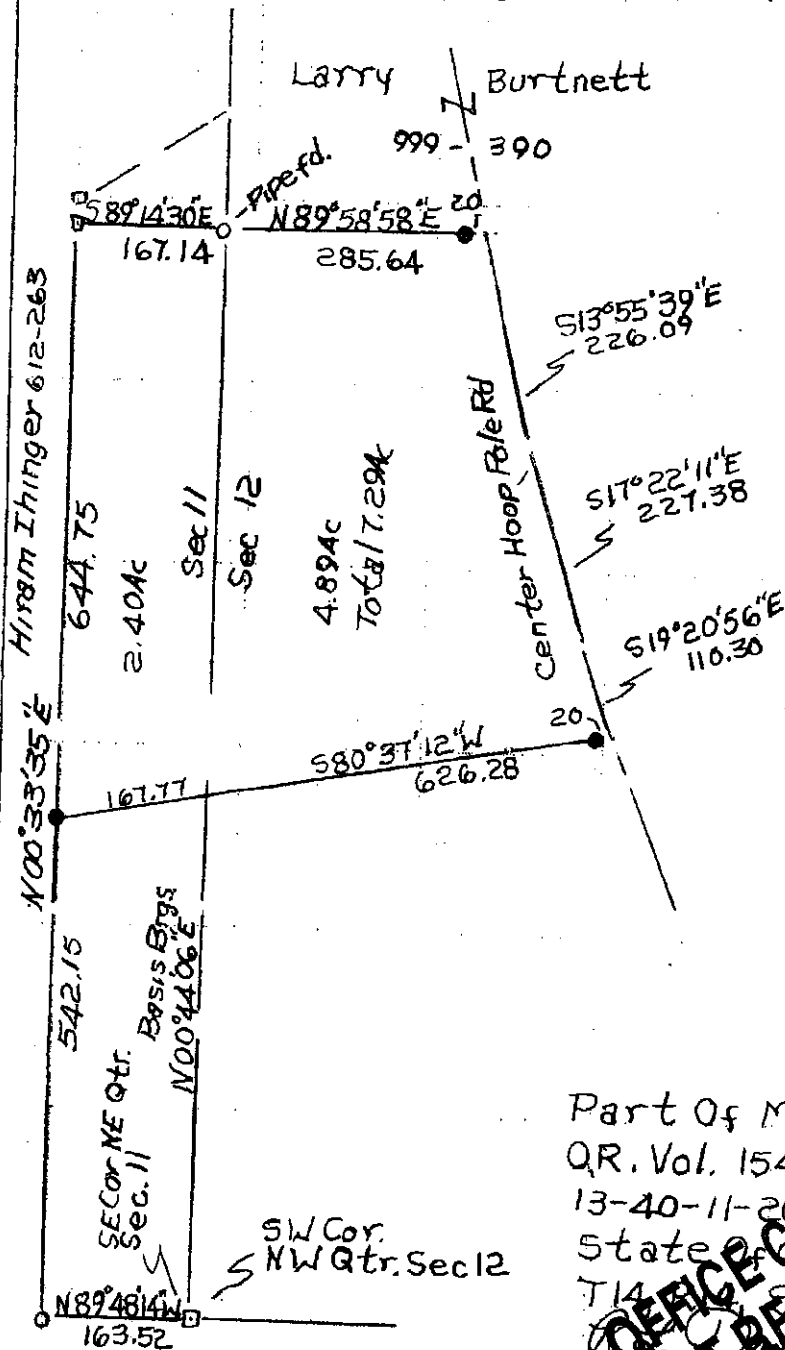 Larry Burtnett
999 - 390
Pipe fd.
S89°14'30"E
167.14
N89°58'58"E
285.64
20
S13°55'39"E
226.09
Hiram Ihinger 612-263
644.75
2.40Ac
Sec 11
Sec 12
4.89Ac
Total 7.29Ac
Center Hoop Pole Rd
S17°22'11"E
227.38
S19°20'56"E
110.30
20
N00°33'35"E
167.77
S80°37'12"W
626.28
542.15
Basis Brgs.
N00°44'06"E
SE Cor NE Qtr.
Sec. 11
SW Cor.
NW Qtr. Sec 12
N89°48'14"W
163.52
Part Of
O.R. Vol. 154
13-40-11-
State
T14
OFFICE